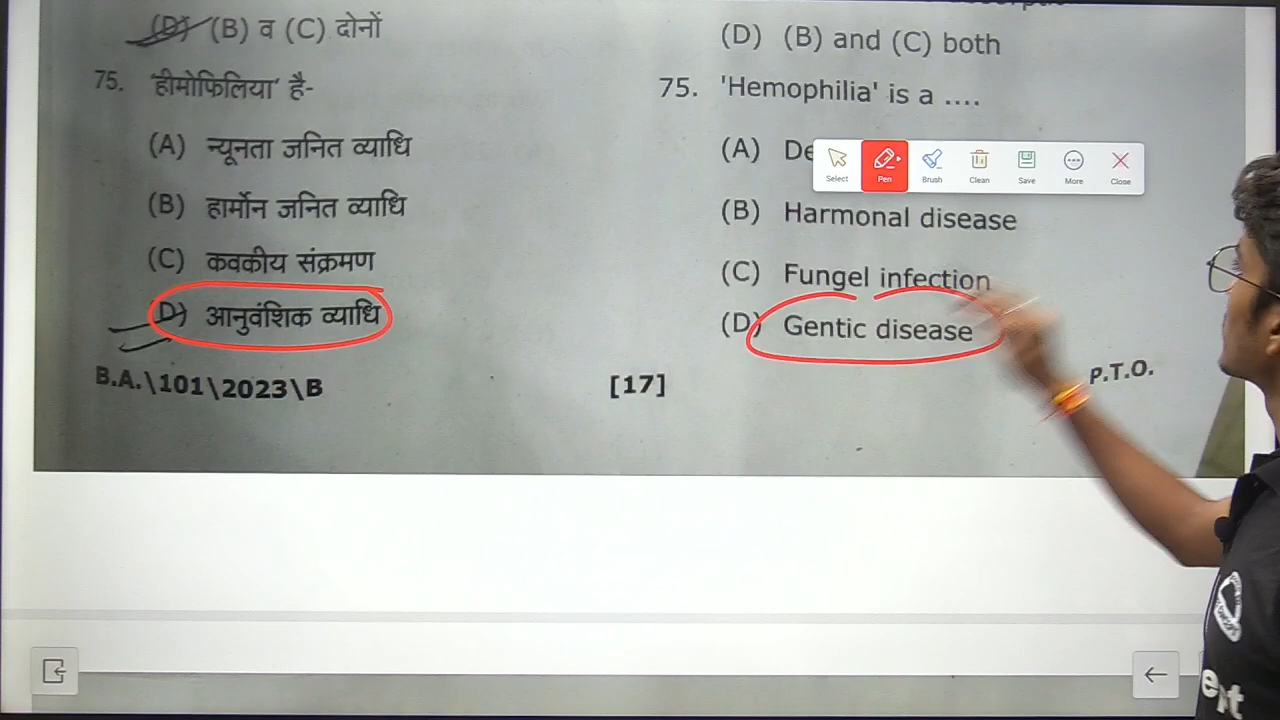 (D) (B) व (C) दोनों
75. 'हीमोफिलिया' है-
(A) न्यूनता जनित व्याधि
(B) हार्मोन जनित व्याधि
(C) कवकीय संक्रमण
(D) आनुवंशिक व्याधि
B.A.\101\2023\B
(D) (B) and (C) both
75. 'Hemophilia' is a ....
(A) De
(B) Harmonal disease
(C) Fungel infection
(D) Gentic disease
[17]
P.T.O.
Select Pen Brush Clean Save More Close